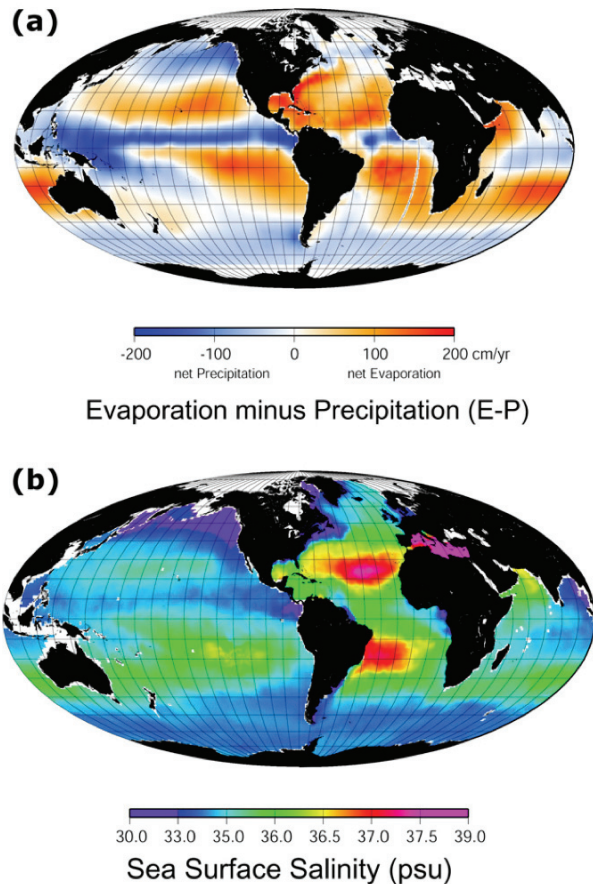 (a)
-200 -100 0 100 200 cm/yr
net Precipitation net Evaporation
Evaporation minus Precipitation (E-P)
(b)
30.0 33.0 35.0 36.0 36.5 37.0 37.5 39.0
Sea Surface Salinity (psu)